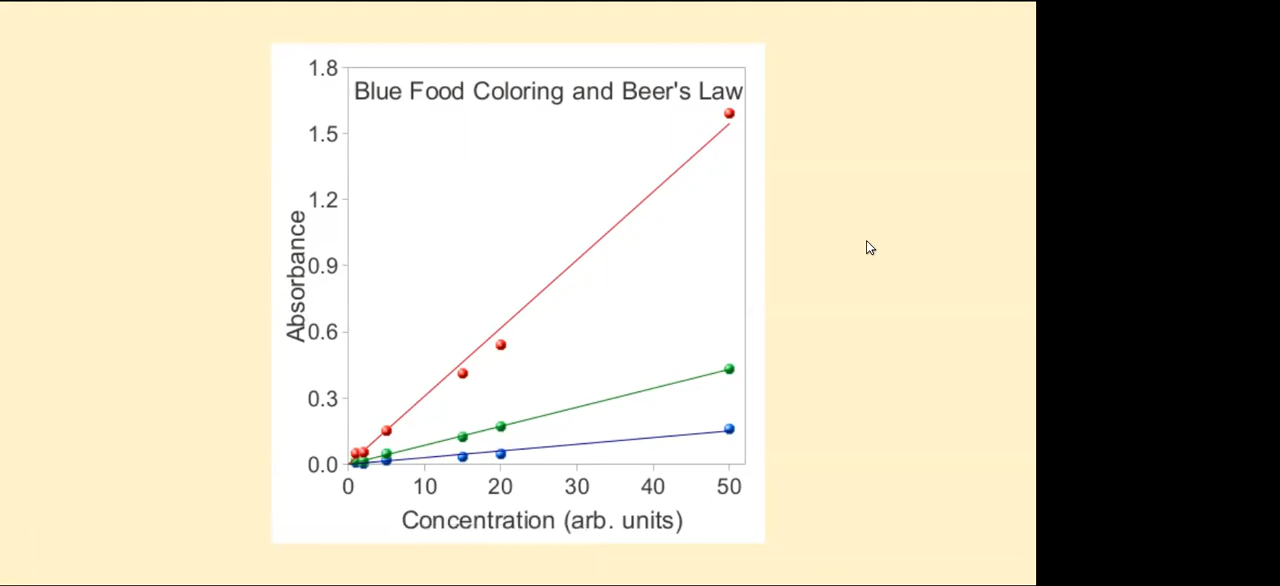 Blue Food Coloring and Beer's Law
1.8
1.5
1.2
0.9
0.6
0.3
0.0
Absorbance
0 10 20 30 40 50
Concentration (arb. units)